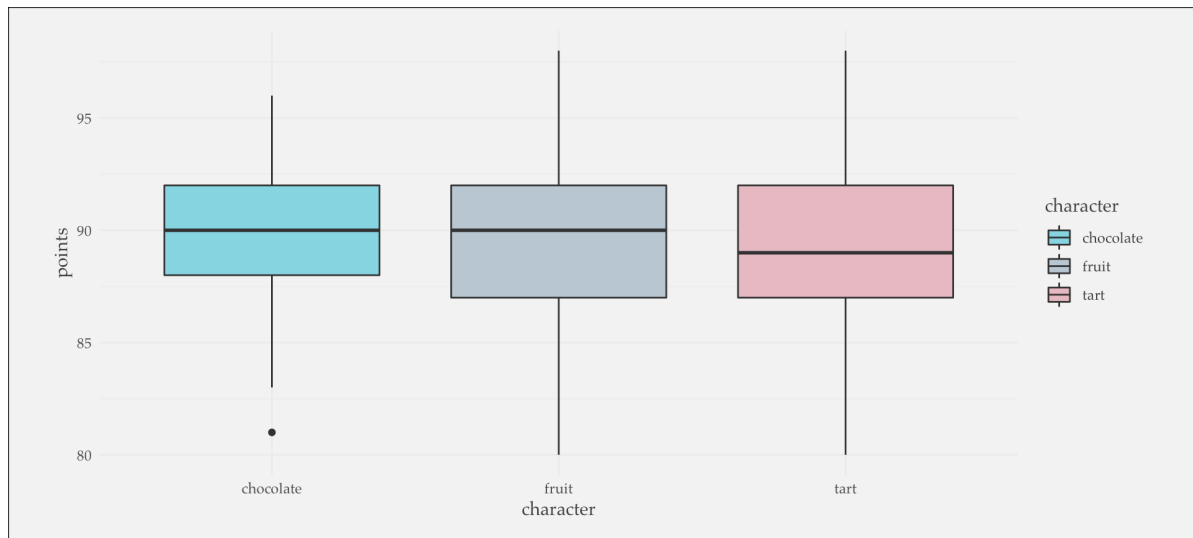 95
90
85
80
points
chocolate
fruit
tart
character
character
chocolate
fruit
tart